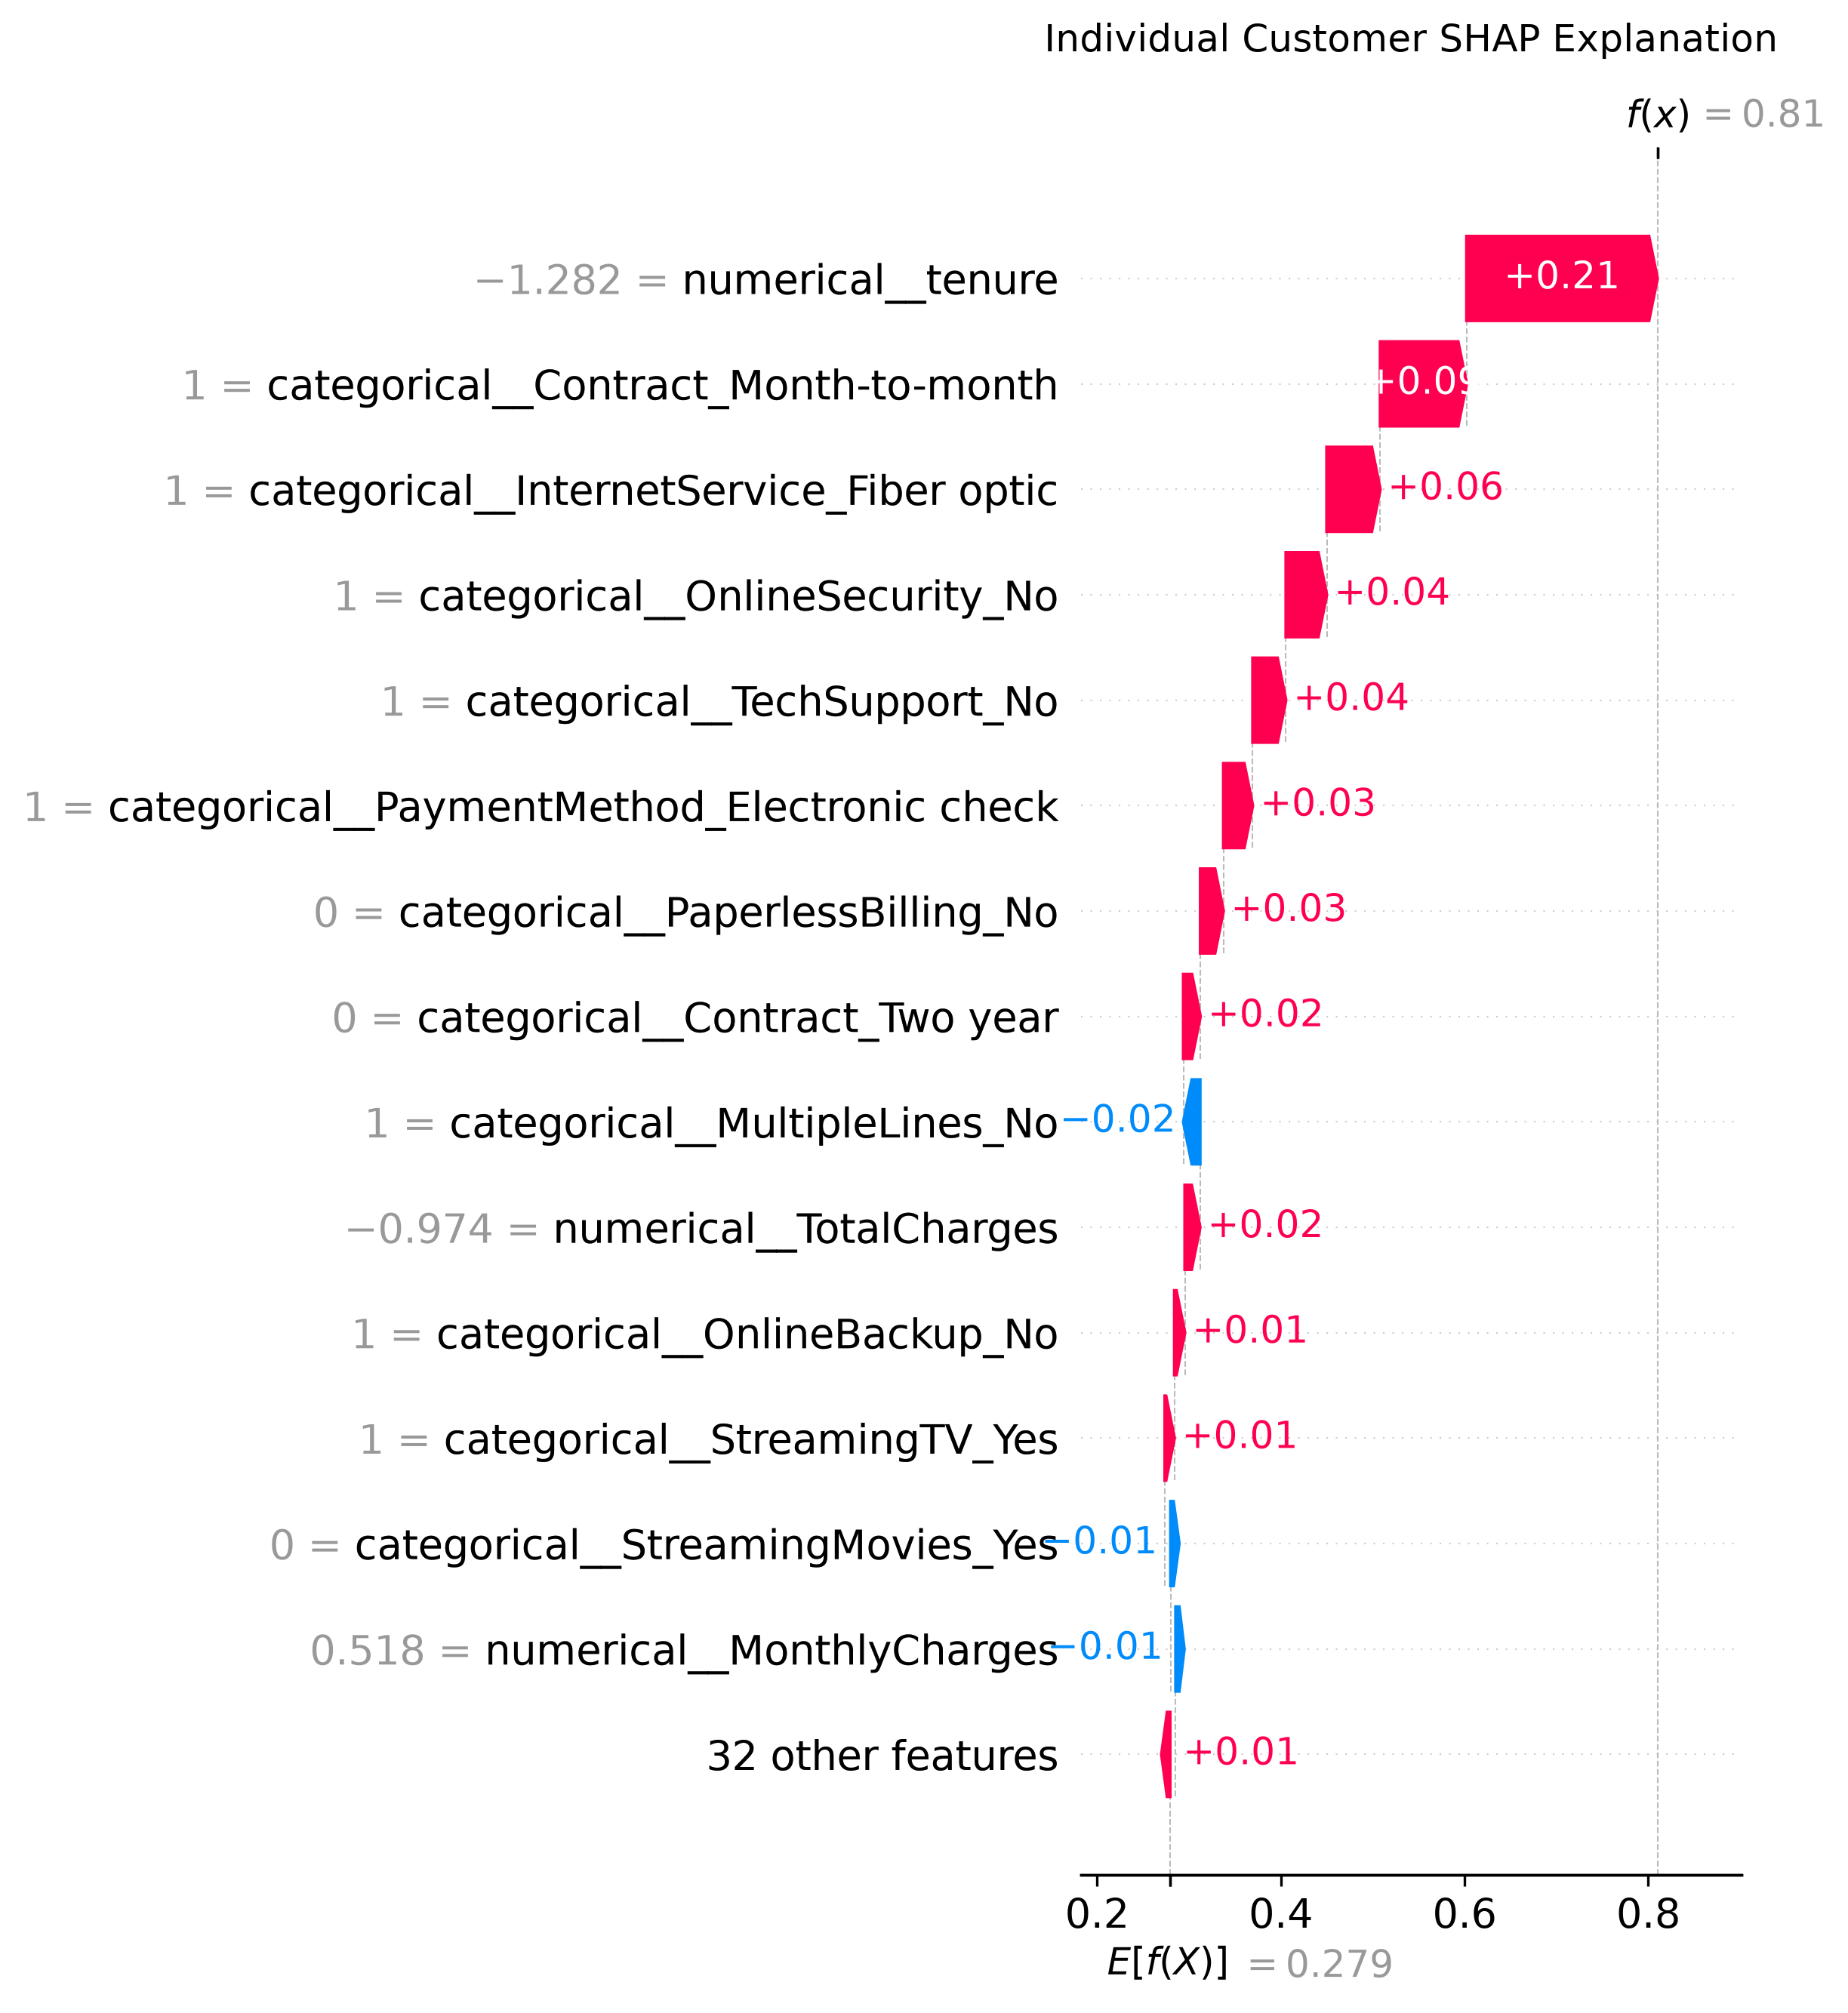 Individual Customer SHAP Explanation
f(x) = 0.81
−1.282 = numerical__tenure +0.21
1 = categorical__Contract_Month-to-month +0.09
1 = categorical__InternetService_Fiber optic +0.06
1 = categorical__OnlineSecurity_No +0.04
1 = categorical__TechSupport_No +0.04
1 = categorical__PaymentMethod_Electronic check +0.03
0 = categorical__PaperlessBilling_No +0.03
0 = categorical__Contract_Two year +0.02
1 = categorical__MultipleLines_No −0.02
−0.974 = numerical__TotalCharges +0.02
1 = categorical__OnlineBackup_No +0.01
1 = categorical__StreamingTV_Yes +0.01
0 = categorical__StreamingMovies_Yes −0.01
0.518 = numerical__MonthlyCharges −0.01
32 other features +0.01
0.2 0.4 0.6 0.8
E[f(X)] = 0.279